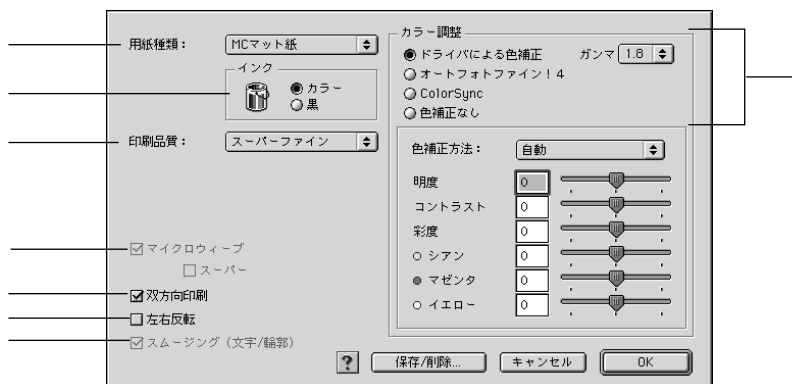 用紙種類：
MCマット紙
インク
カラー
黒
印刷品質：
スーパーファイン
マイクロウィーブ
スーパー
双方向印刷
左右反転
スムージング（文字/輪郭）
カラー調整
ドライバによる色補正
ガンマ 1.8
オートフォトファイン！4
ColorSync
色補正なし
色補正方法：
自動
明度 0
コントラスト 0
彩度 0
シアン 0
マゼンタ 0
イエロー 0
?
保存/削除...
キャンセル
OK